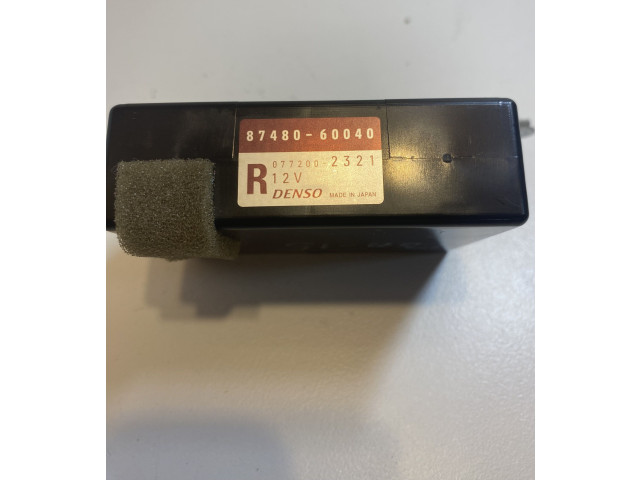 87480-60040
077200-2321
R 12V
DENSO MADE IN JAPAN